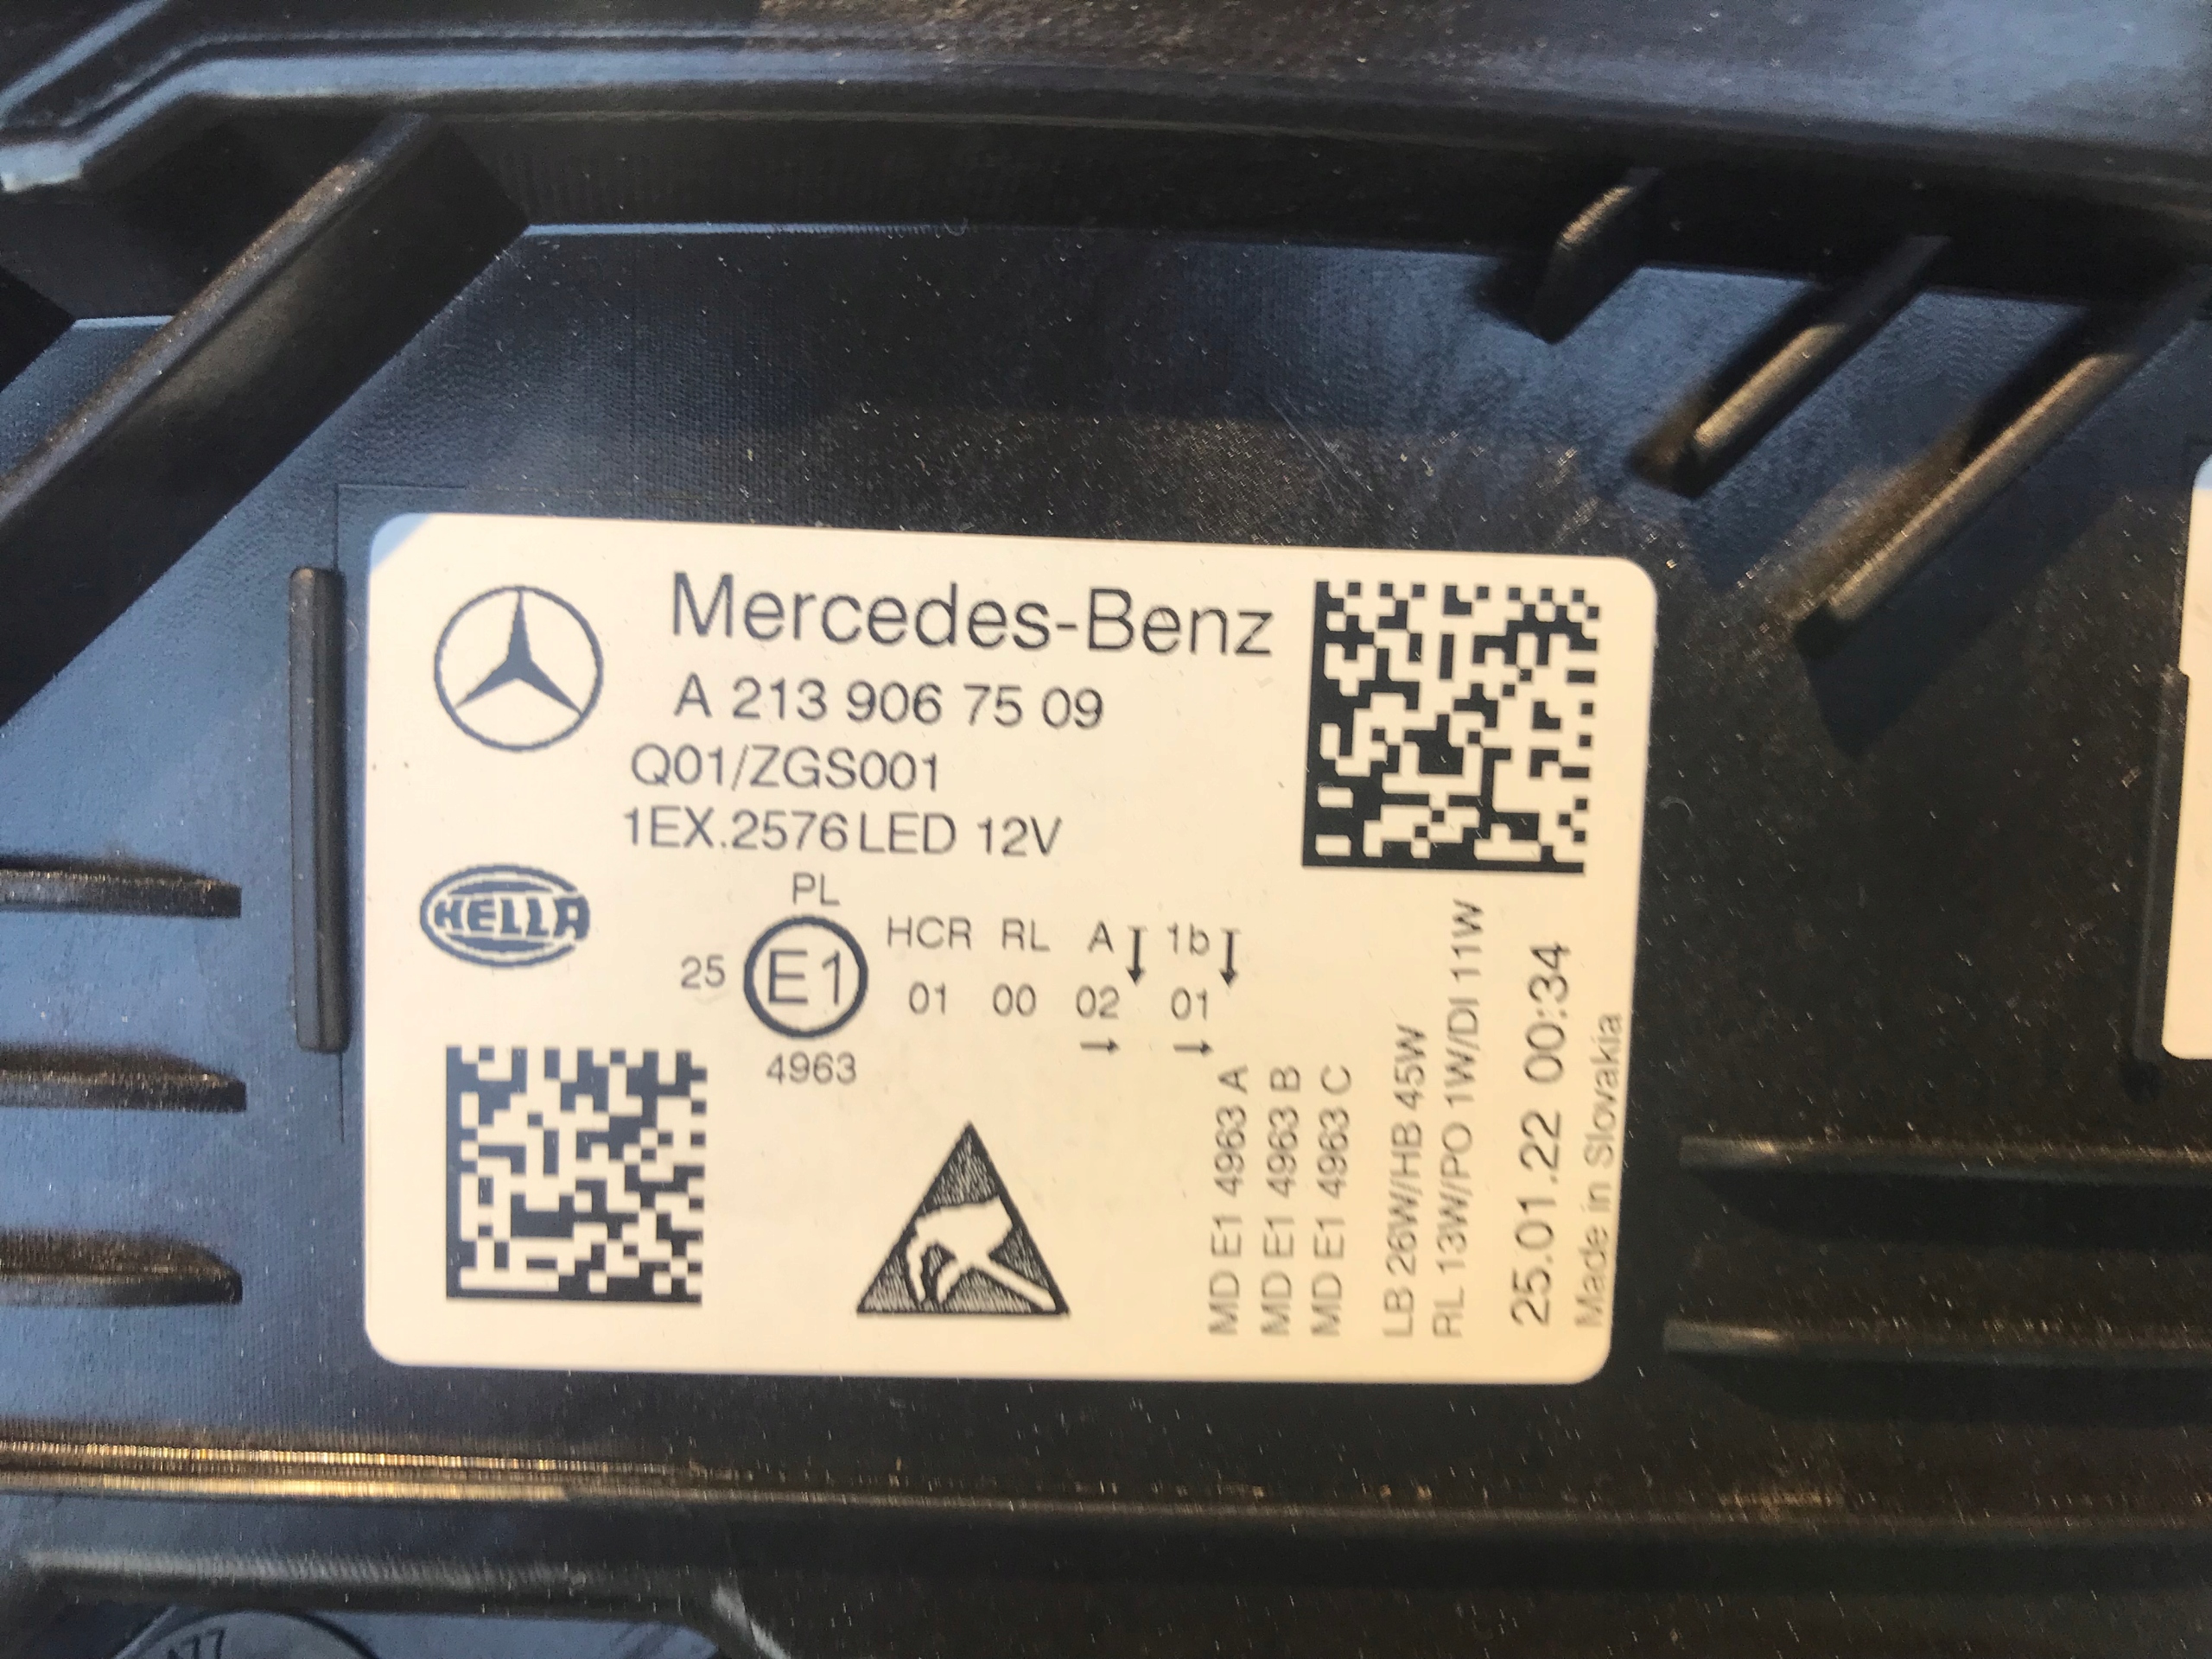 Mercedes-Benz
A 213 906 75 09
Q01/ZGS001
1EX.2576 LED 12V
HELLA
PL
25 E1 HCR RL A 1b
01 00 02 01
→ →
4963
MD E1 4963 A
MD E1 4963 B
MD E1 4963 C
LB 26W/HB 45W
RL 13W/PO 1W/DI 11W
25.01.22 00:34
Made in Slovakia